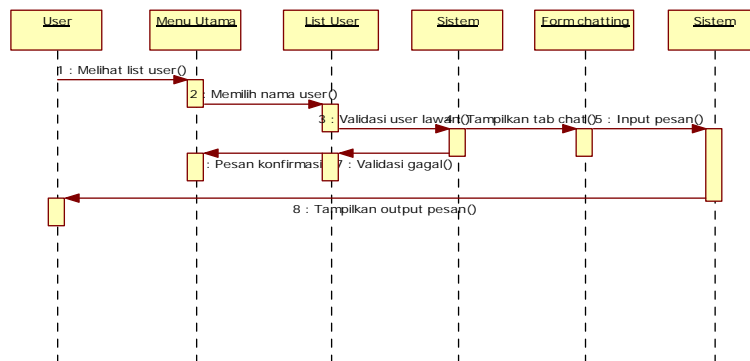 User
Menu Utama
List User
Sistem
Form chatting
Sistem
1 : Melihat list user()
2 : Memilih nama user()
3 : Validasi user lawan()
4 : Tampilkan tab chat()
5 : Input pesan()
: Pesan konfirmasi
7 : Validasi gagal()
8 : Tampilkan output pesan()